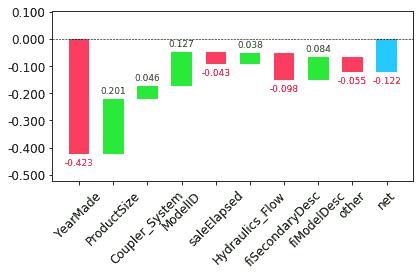 0.100
0.000
-0.100
-0.200
-0.300
-0.400
-0.500
-0.423
0.201
0.046
0.127
-0.043
0.038
-0.098
0.084
-0.055
-0.122
YearMade
ProductSize
Coupler_System
ModelID
saleElapsed
Hydraulics_Flow
fiSecondaryDesc
fiModelDesc
other
net